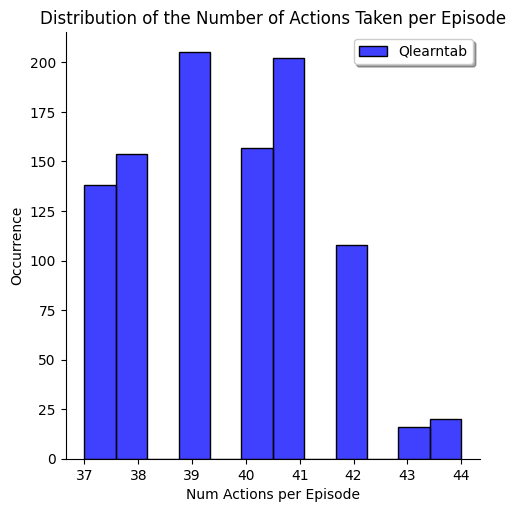 Distribution of the Number of Actions Taken per Episode
Qlearntab
200
175
150
125
100
75
50
25
0
Occurrence
37 38 39 40 41 42 43 44
Num Actions per Episode